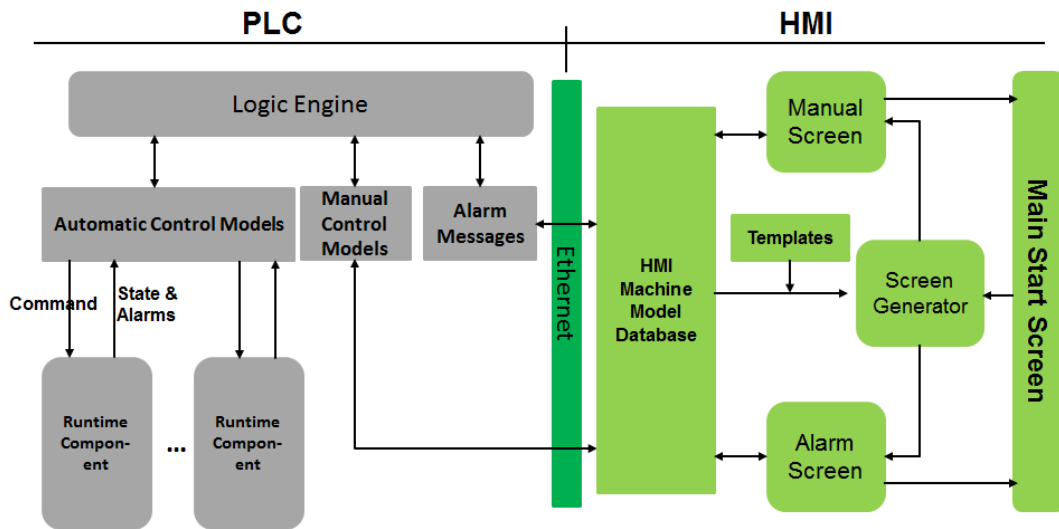 PLC
HMI
Logic Engine
Automatic Control Models
Manual
Control
Models
Alarm
Messages
Command
State &
Alarms
Runtime
Compon-
ent
...
Runtime
Compon-
ent
Ethernet
HMI
Machine
Model
Database
Manual
Screen
Templates
Screen
Generator
Alarm
Screen
Main Start Screen